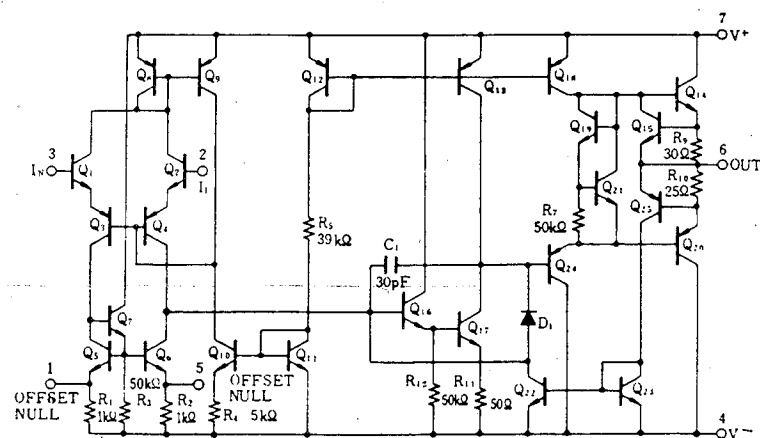 7
V+
Q8
Q9
Q12
Q13
Q18
Q14
3
2
IN
I1
Q1
Q2
Q19
Q15
R9
30Ω
6
OUT
R10
25Ω
Q3
Q4
R5
39kΩ
Q21
R7
50kΩ
Q25
C1
30pF
Q24
Q20
Q7
Q16
Q17
D1
Q5
Q6
Q10
Q11
1
OFFSET
NULL
5
50kΩ
OFFSET
NULL
R1
1kΩ
R3
R2
1kΩ
R4
5kΩ
R12
50kΩ
R11
50Ω
Q22
Q23
4
V-